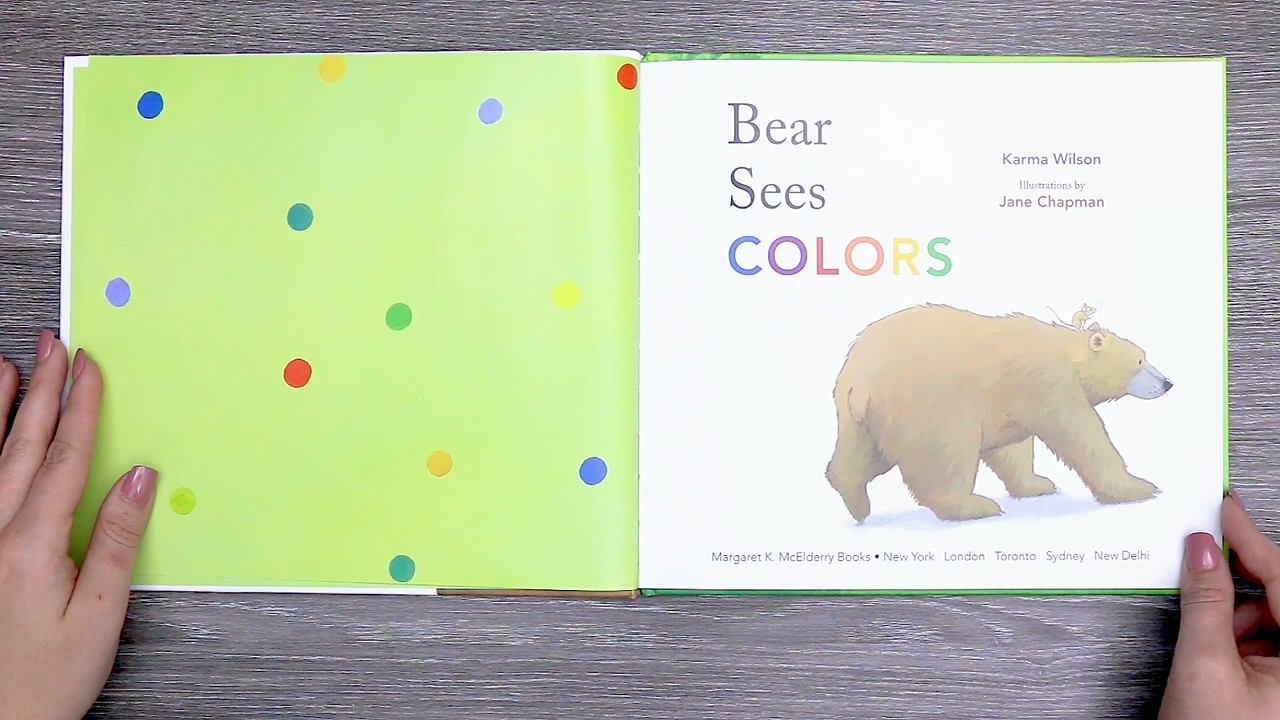 Bear
Sees
COLORS
Karma Wilson
Illustrations by
Jane Chapman
Margaret K. McElderry Books • New York London Toronto Sydney New Delhi